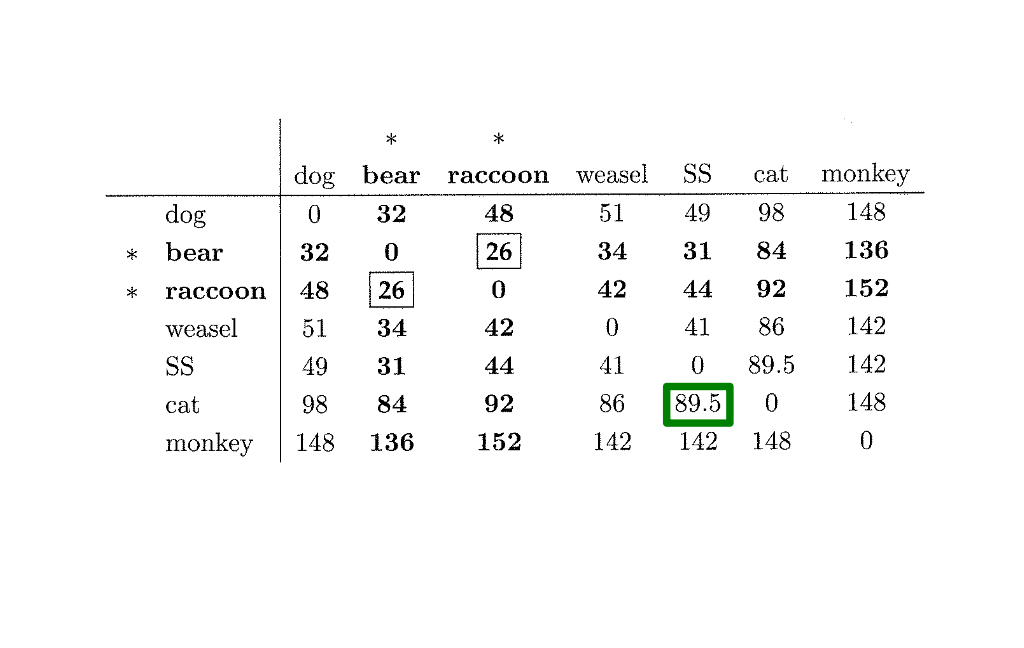 * *
dog bear raccoon weasel SS cat monkey
dog 0 32 48 51 49 98 148
* bear 32 0 26 34 31 84 136
* raccoon 48 26 0 42 44 92 152
weasel 51 34 42 0 41 86 142
SS 49 31 44 41 0 89.5 142
cat 98 84 92 86 89.5 0 148
monkey 148 136 152 142 142 148 0